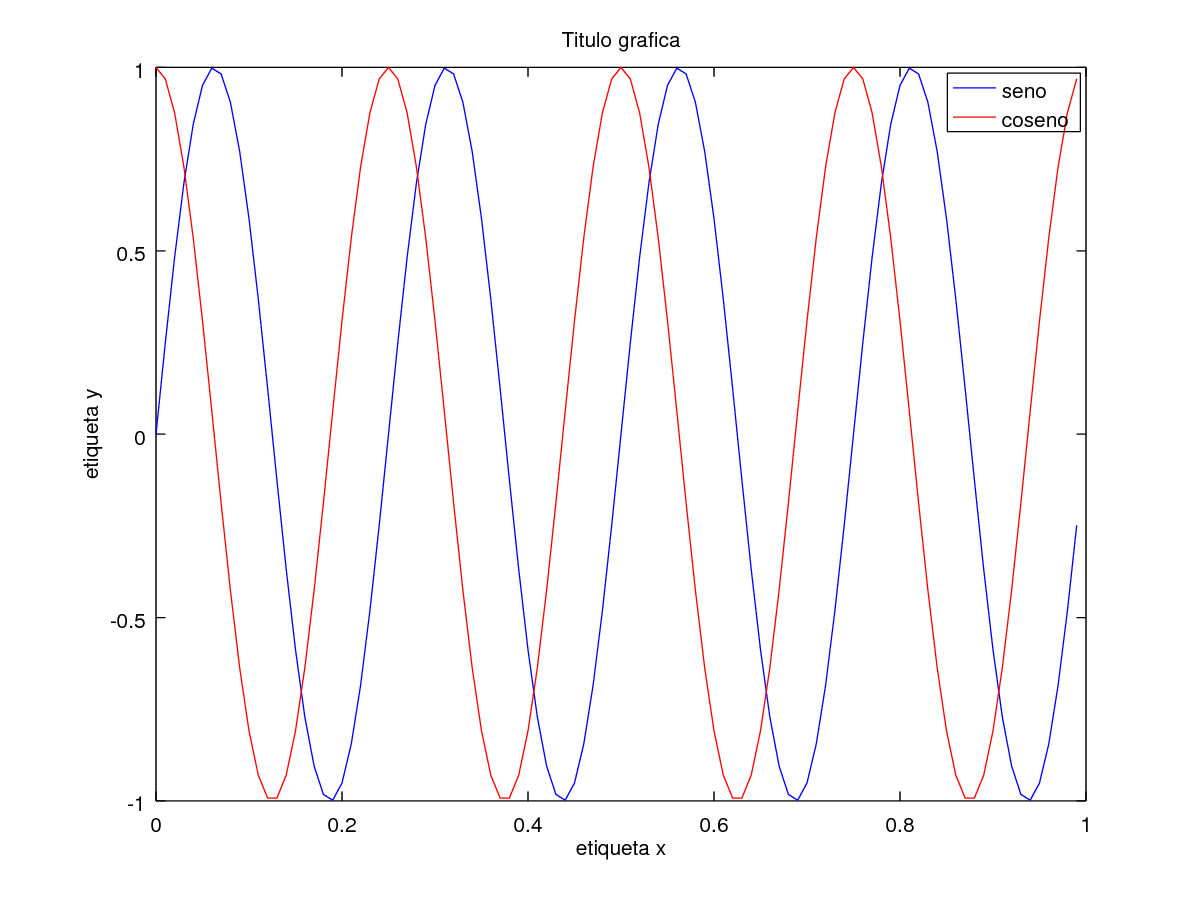 Titulo grafica
seno
coseno
1
0.5
0
-0.5
-1
etiqueta y
0 0.2 0.4 0.6 0.8 1
etiqueta x